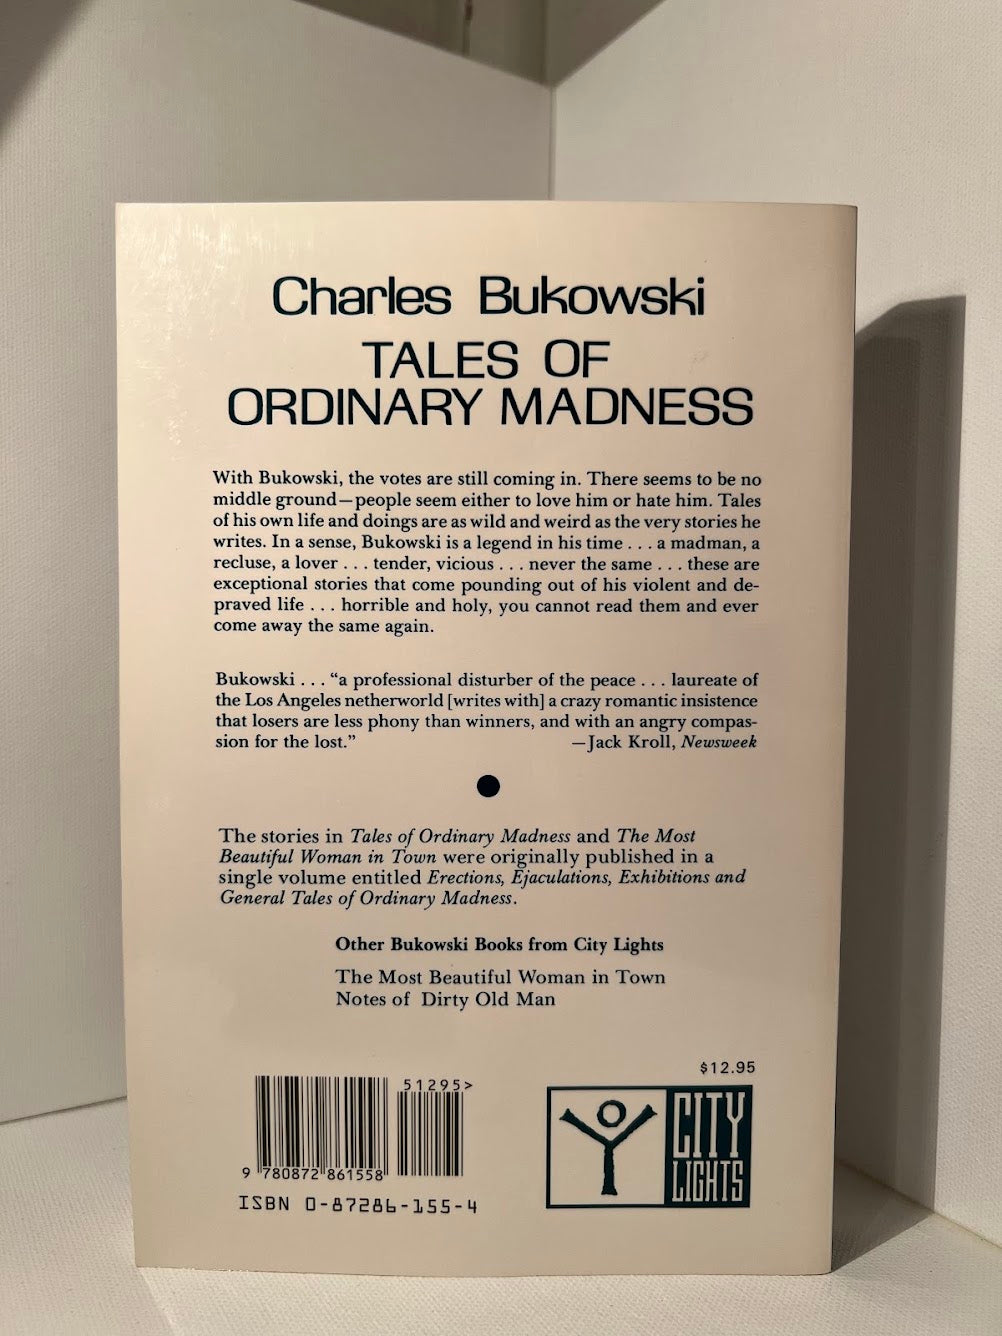 Charles Bukowski
TALES OF
ORDINARY MADNESS
With Bukowski, the votes are still coming in. There seems to be no
middle ground—people seem either to love him or hate him. Tales
of his own life and doings are as wild and weird as the very stories he
writes. In a sense, Bukowski is a legend in his time . . . a madman, a
recluse, a lover . . . tender, vicious . . . never the same . . . these are
exceptional stories that come pounding out of his violent and de-
praved life . . . horrible and holy, you cannot read them and ever
come away the same again.
Bukowski . . . “a professional disturber of the peace . . . laureate of
the Los Angeles netherworld [writes with] a crazy romantic insistence
that losers are less phony than winners, and with an angry compas-
sion for the lost.” —Jack Kroll, Newsweek
The stories in Tales of Ordinary Madness and The Most
Beautiful Woman in Town were originally published in a
single volume entitled Erections, Ejaculations, Exhibitions and
General Tales of Ordinary Madness.
Other Bukowski Books from City Lights
The Most Beautiful Woman in Town
Notes of Dirty Old Man
$12.95
51295>
9 780872 861558
ISBN 0-87286-155-4
CITY
LIGHTS